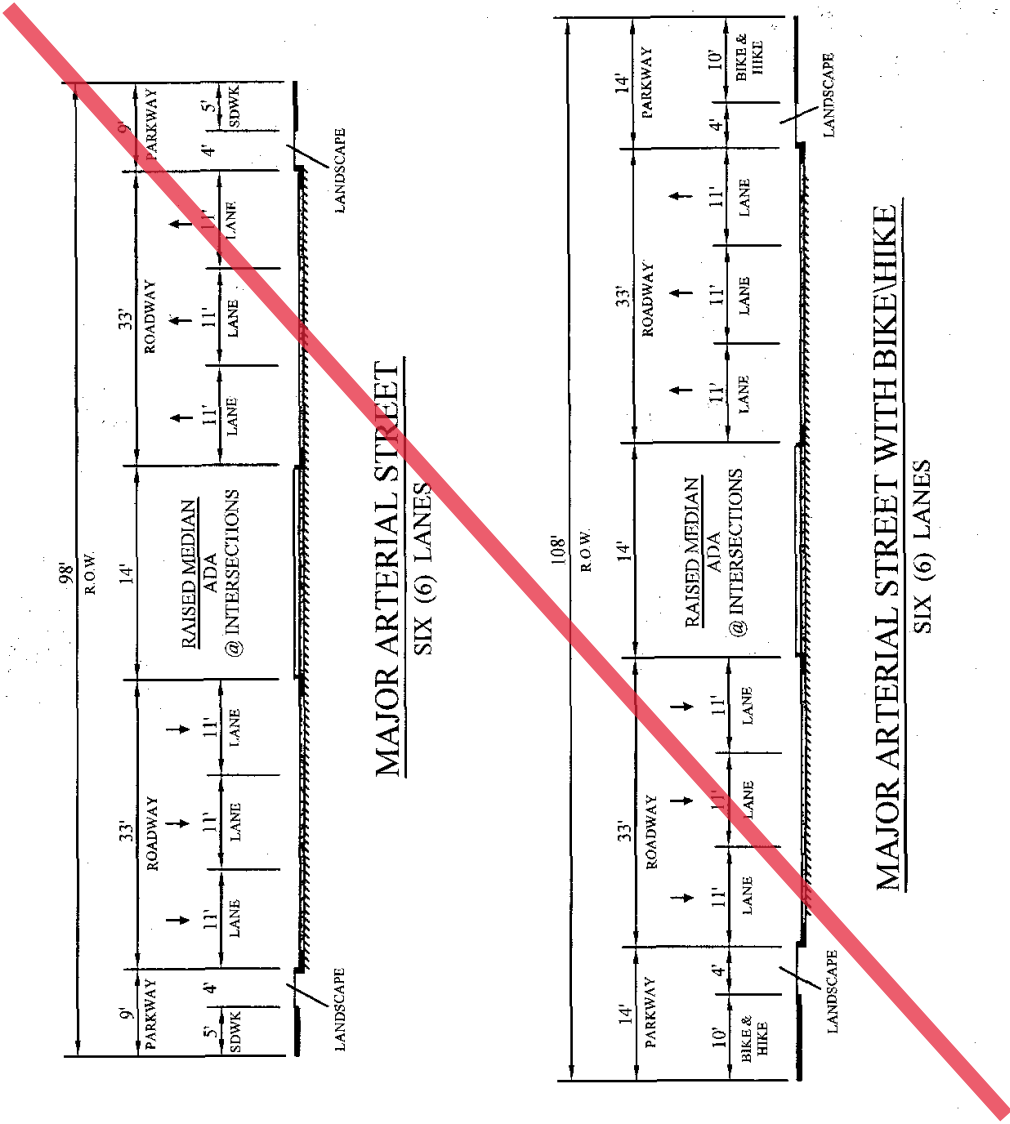 98'
R.O.W.
9' 33' 14' 33' 9'
PARKWAY ROADWAY ROADWAY PARKWAY
RAISED MEDIAN
ADA
@ INTERSECTIONS
5' 4' 11' 11' 11' 11' 11' 11' 4' 5'
SDWK LANE LANE LANE LANE LANE LANE SDWK
LANDSCAPE LANDSCAPE
MAJOR ARTERIAL STREET
SIX (6) LANES
108'
R.O.W.
14' 33' 14' 33' 14'
PARKWAY ROADWAY ROADWAY PARKWAY
RAISED MEDIAN
ADA
@ INTERSECTIONS
10' 4' 11' 11' 11' 11' 11' 11' 4' 10'
BIKE & LANE LANE LANE LANE LANE LANE BIKE &
HIKE HIKE
LANDSCAPE LANDSCAPE
MAJOR ARTERIAL STREET WITH BIKE\HIKE
SIX (6) LANES